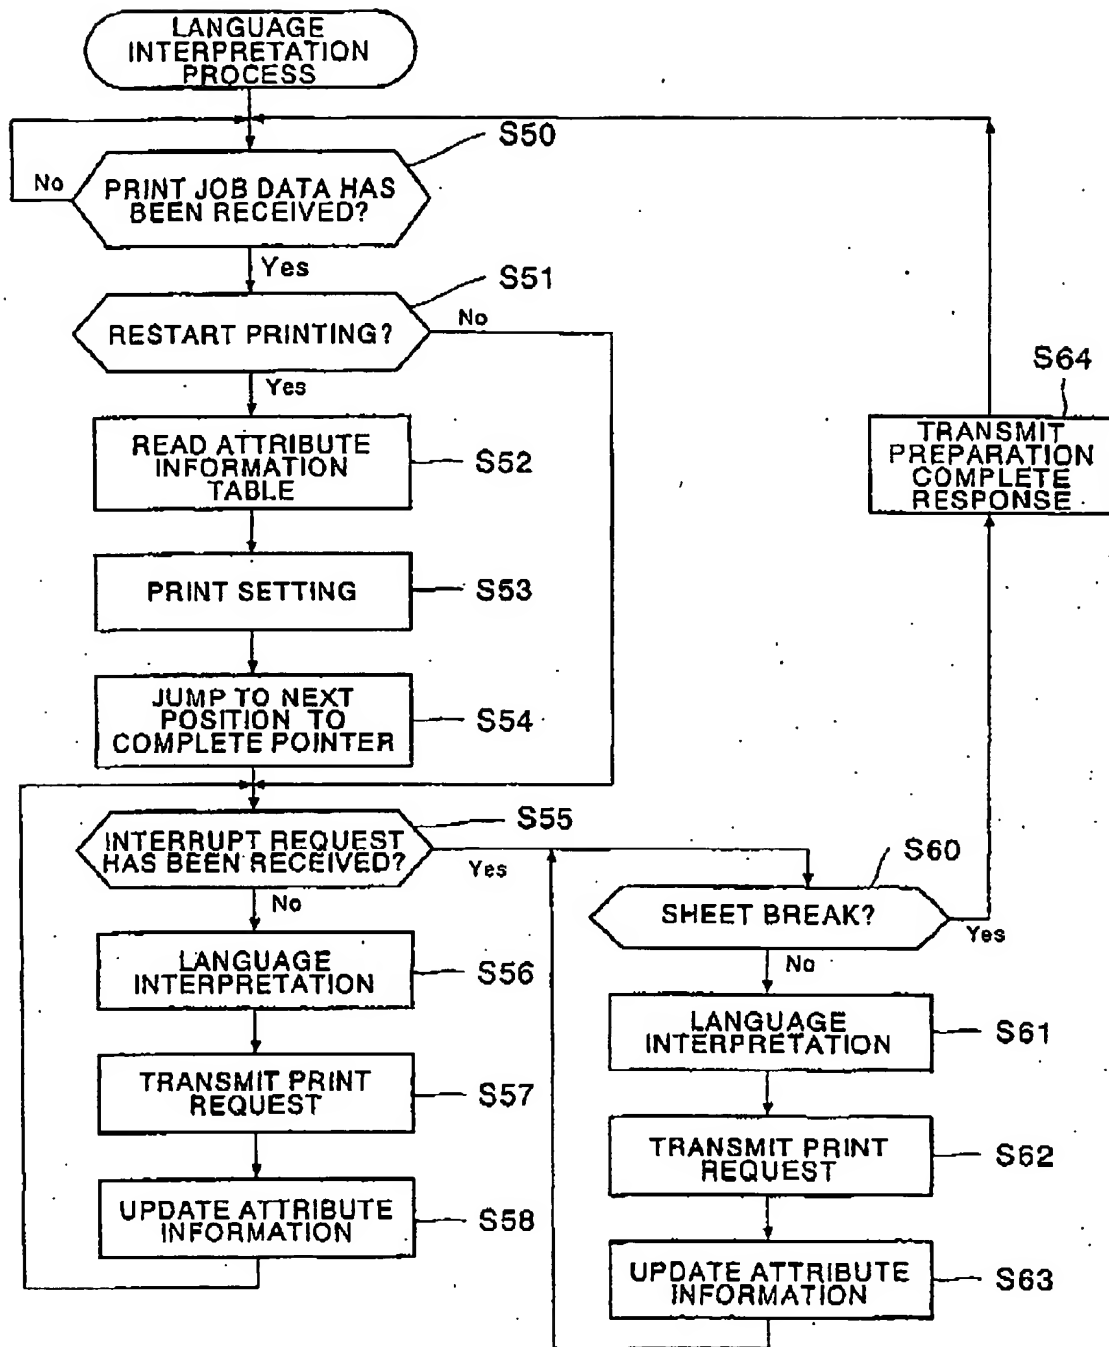 LANGUAGE
INTERPRETATION
PROCESS
S50
No
PRINT JOB DATA HAS
BEEN RECEIVED?
Yes
S51
RESTART PRINTING?
No
Yes
READ ATTRIBUTE
INFORMATION
TABLE
S52
PRINT SETTING
S53
JUMP TO NEXT
POSITION TO
COMPLETE POINTER
S54
INTERRUPT REQUEST
HAS BEEN RECEIVED?
S55
Yes
No
LANGUAGE
INTERPRETATION
S56
TRANSMIT PRINT
REQUEST
S57
UPDATE ATTRIBUTE
INFORMATION
S58
S60
SHEET BREAK?
Yes
No
LANGUAGE
INTERPRETATION
S61
TRANSMIT PRINT
REQUEST
S62
UPDATE ATTRIBUTE
INFORMATION
S63
S64
TRANSMIT
PREPARATION
COMPLETE
RESPONSE